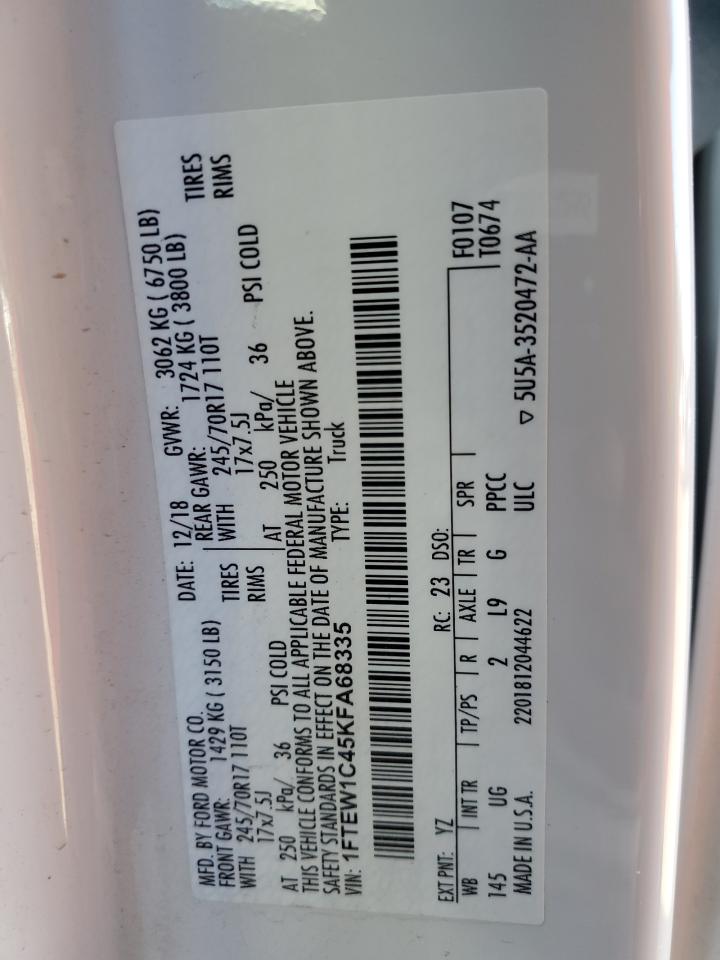 MFD. BY FORD MOTOR CO.
DATE: 12/18 GVWR: 3062 KG ( 6750 LB)
FRONT GAWR: 1429 KG ( 3150 LB) REAR GAWR: 1724 KG ( 3800 LB)
WITH 245/70R17 110T TIRES WITH 245/70R17 110T TIRES
17x7.5J RIMS 17x7.5J RIMS
AT 250 kPa/ 36 PSI COLD AT 250 kPa/ 36 PSI COLD
THIS VEHICLE CONFORMS TO ALL APPLICABLE FEDERAL MOTOR VEHICLE
SAFETY STANDARDS IN EFFECT ON THE DATE OF MANUFACTURE SHOWN ABOVE.
VIN: 1FTEW1C45KFA68335 TYPE: Truck
EXT PNT: YZ RC: 23 DSO: F0107
WB INT TR TP/PS R AXLE TR SPR T0674
145 UG 2 L9 G PPCC
MADE IN U.S.A. 2201812044622 ULC ▽ 5U5A-3520472-AA